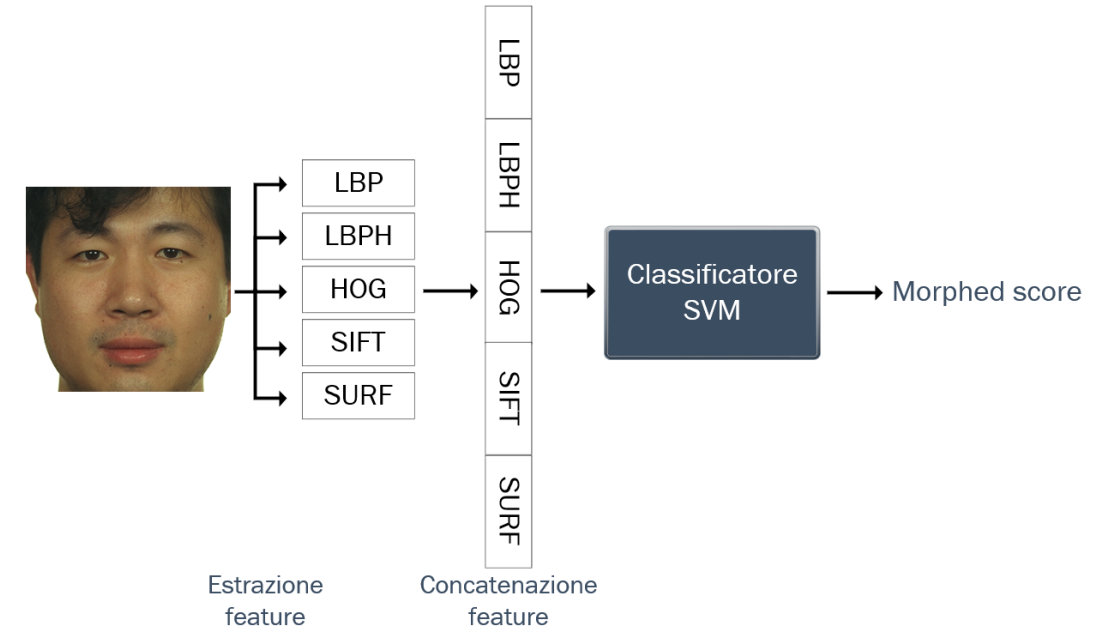 LBP
LBPH
HOG
SIFT
SURF
LBP
LBPH
HOG
SIFT
SURF
Classificatore
SVM
Morphed score
Estrazione
feature
Concatenazione
feature